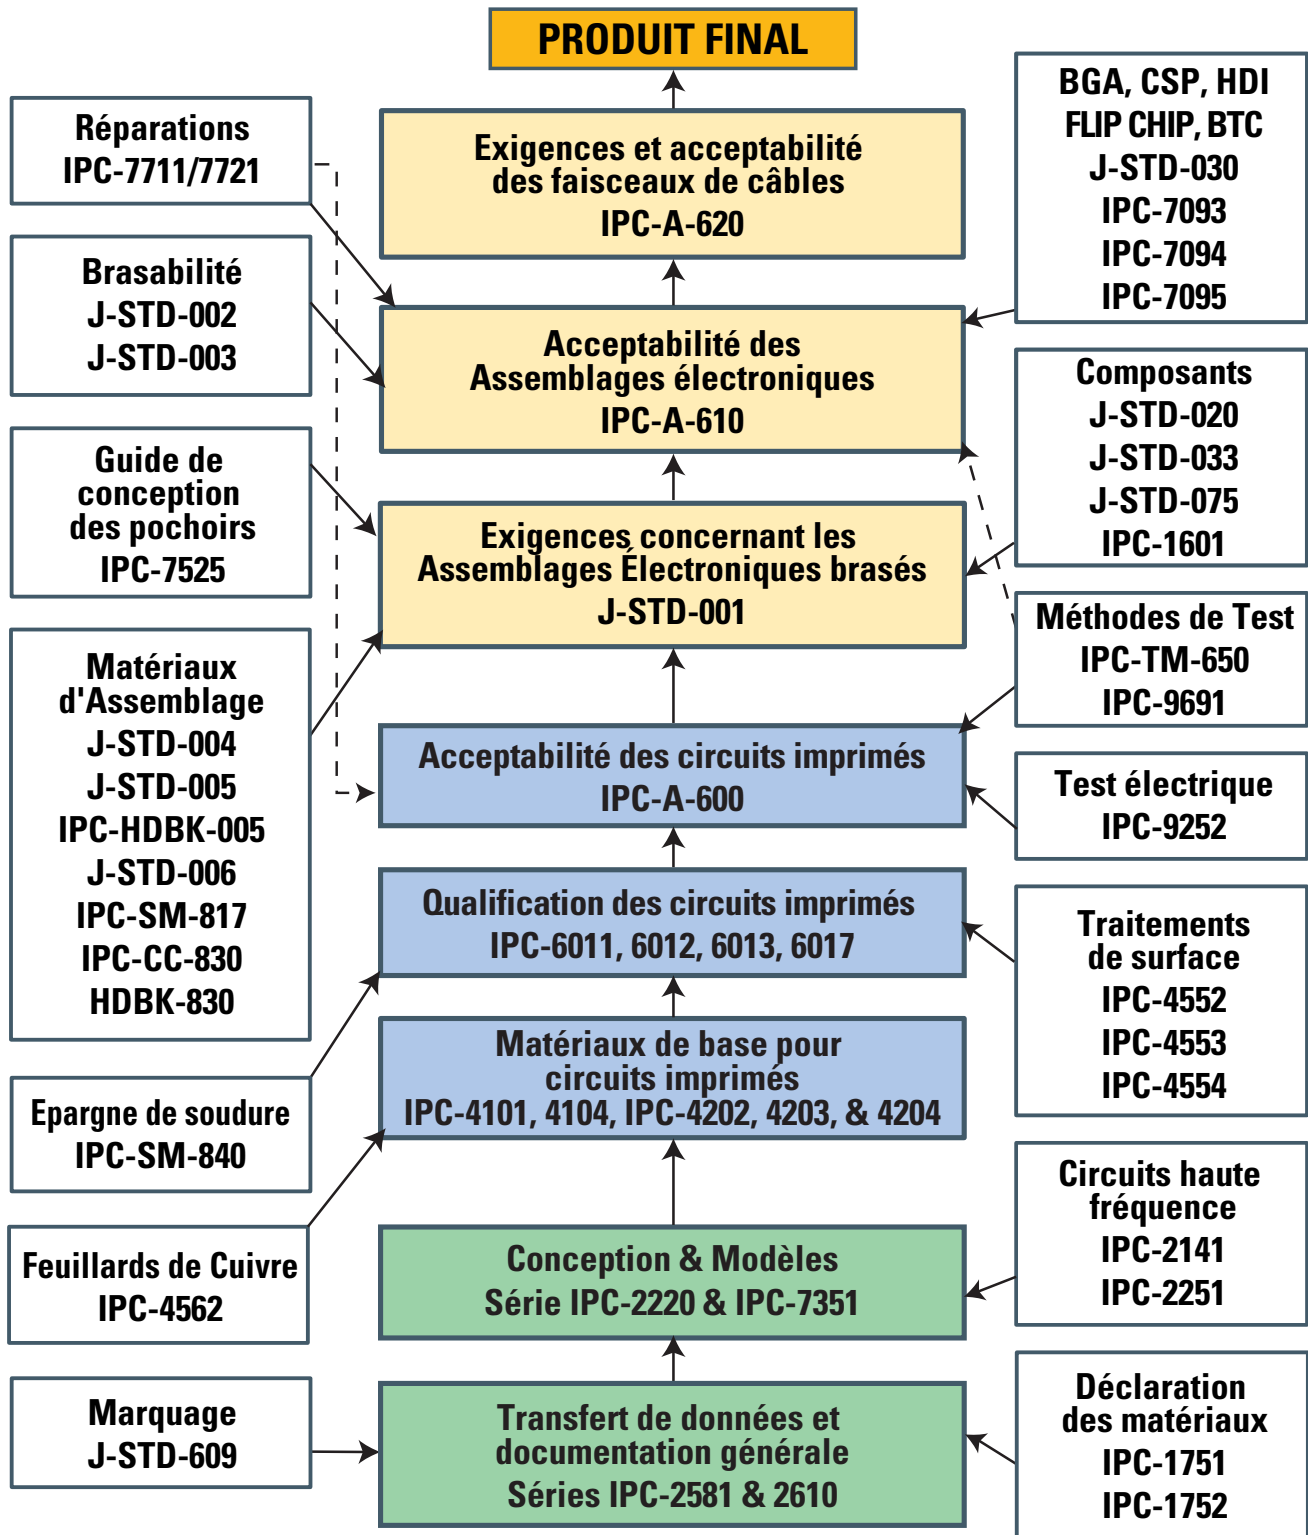 PRODUIT FINAL
Exigences et acceptabilité
des faisceaux de câbles
IPC-A-620
Acceptabilité des
Assemblages électroniques
IPC-A-610
Exigences concernant les
Assemblages Électroniques brasés
J-STD-001
Acceptabilité des circuits imprimés
IPC-A-600
Qualification des circuits imprimés
IPC-6011, 6012, 6013, 6017
Matériaux de base pour
circuits imprimés
IPC-4101, 4104, IPC-4202, 4203, & 4204
Conception & Modèles
Série IPC-2220 & IPC-7351
Transfert de données et
documentation générale
Séries IPC-2581 & 2610
Réparations
IPC-7711/7721
Brasabilité
J-STD-002
J-STD-003
Guide de
conception
des pochoirs
IPC-7525
Matériaux
d'Assemblage
J-STD-004
J-STD-005
IPC-HDBK-005
J-STD-006
IPC-SM-817
IPC-CC-830
HDBK-830
Epargne de soudure
IPC-SM-840
Feuillards de Cuivre
IPC-4562
Marquage
J-STD-609
BGA, CSP, HDI
FLIP CHIP, BTC
J-STD-030
IPC-7093
IPC-7094
IPC-7095
Composants
J-STD-020
J-STD-033
J-STD-075
IPC-1601
Méthodes de Test
IPC-TM-650
IPC-9691
Test électrique
IPC-9252
Traitements
de surface
IPC-4552
IPC-4553
IPC-4554
Circuits haute
fréquence
IPC-2141
IPC-2251
Déclaration
des matériaux
IPC-1751
IPC-1752